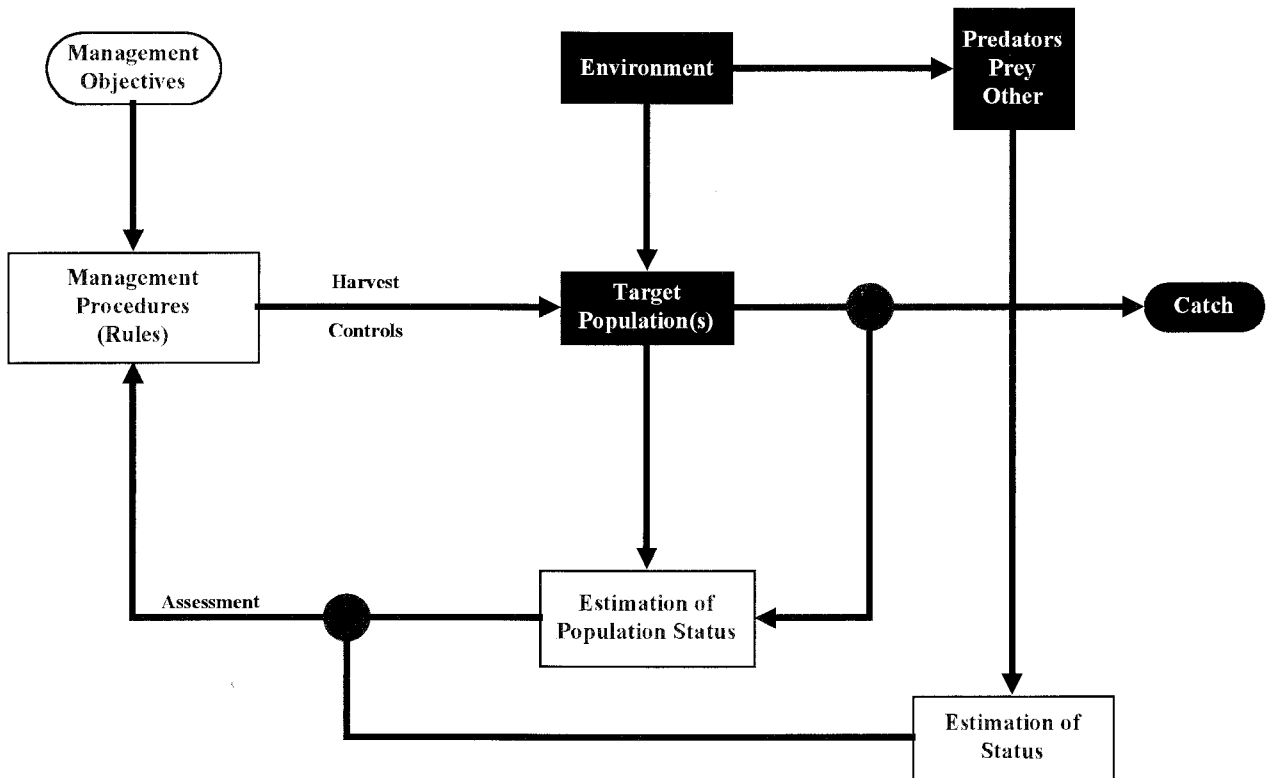 Management
Objectives
Environment
Predators
Prey
Other
Management
Procedures
(Rules)
Harvest
Controls
Target
Population(s)
Catch
Assessment
Estimation of
Population Status
Estimation of
Status